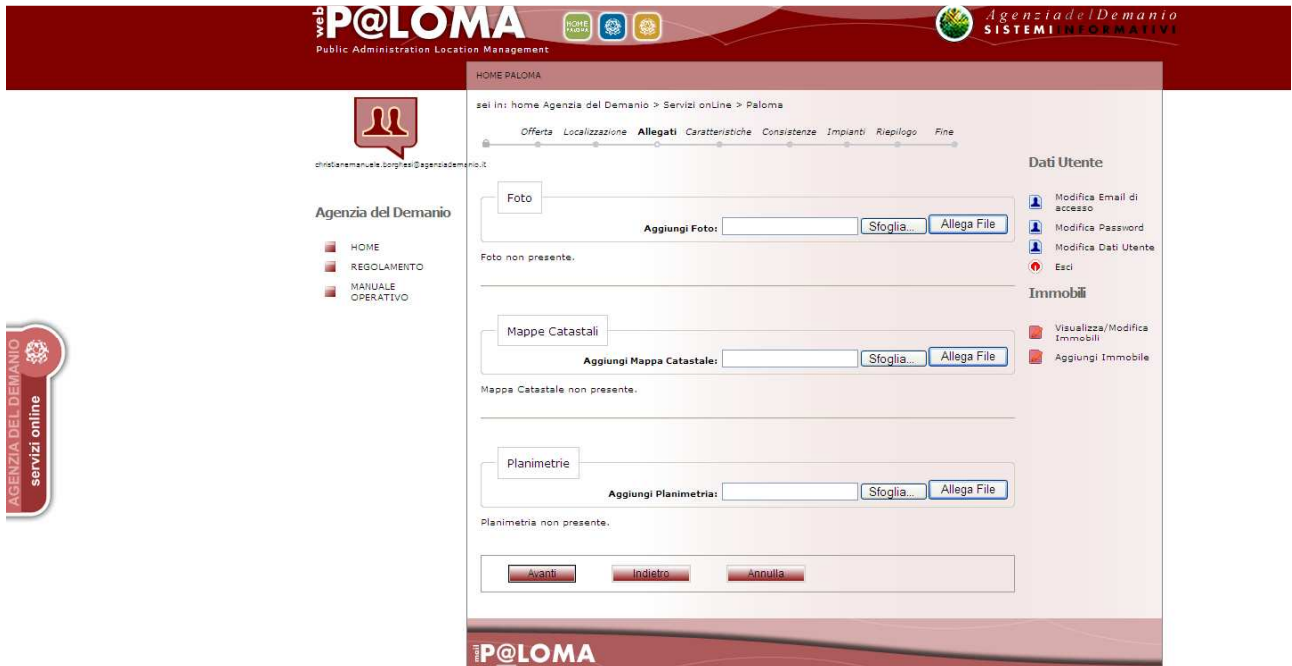 web P@LOMA
Public Administration Location Management
HOME PALOMA
AgenziadelDemanio
SISTEMIINFORMATIVI
HOME PALOMA
sei in: home Agenzia del Demanio > Servizi onLine > Paloma
Offerta Localizzazione Allegati Caratteristiche Consistenze Impianti Riepilogo Fine
christianemanuele.borghesi@agenziademanio.it
Agenzia del Demanio
HOME
REGOLAMENTO
MANUALE
OPERATIVO
AGENZIA DEL DEMANIO
servizi online
Foto
Aggiungi Foto: Sfoglia... Allega File
Foto non presente.
Mappe Catastali
Aggiungi Mappa Catastale: Sfoglia... Allega File
Mappa Catastale non presente.
Planimetrie
Aggiungi Planimetria: Sfoglia... Allega File
Planimetria non presente.
Avanti Indietro Annulla
Dati Utente
Modifica Email di
accesso
Modifica Password
Modifica Dati Utente
Esci
Immobili
Visualizza/Modifica
Immobili
Aggiungi Immobile
mail P@LOMA